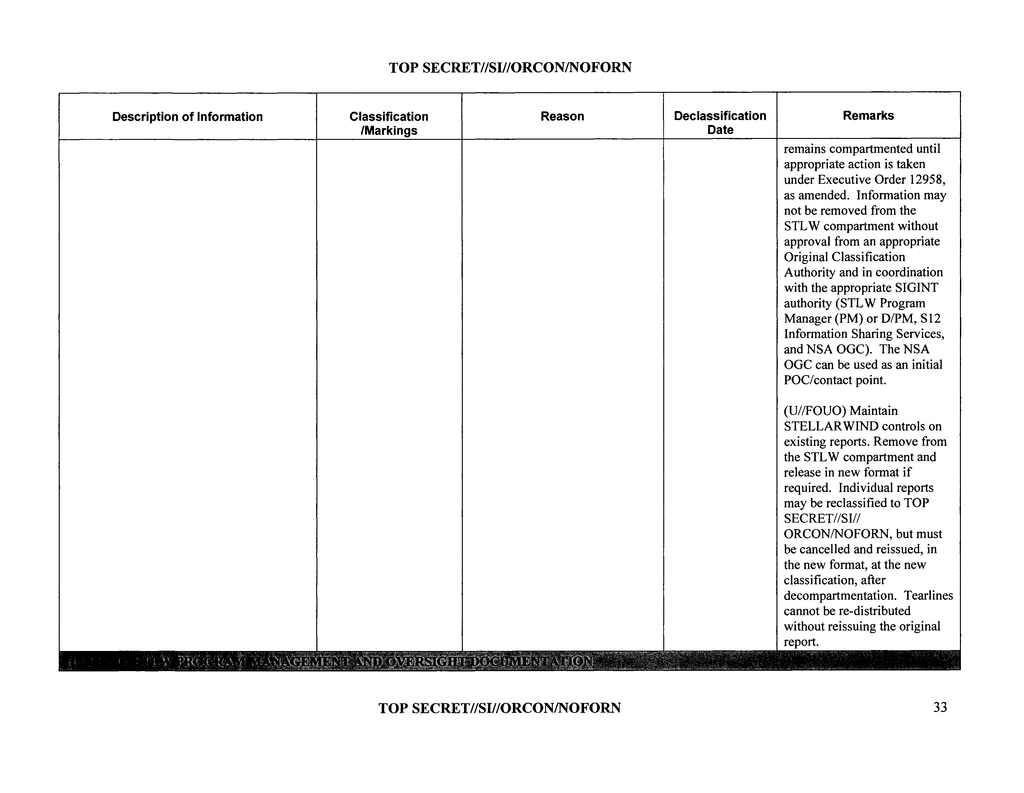 TOP SECRET//SI//ORCON/NOFORN
Description of Information
Classification
/Markings
Reason
Declassification
Date
Remarks
remains compartmented until
appropriate action is taken
under Executive Order 12958,
as amended. Information may
not be removed from the
STLW compartment without
approval from an appropriate
Original Classification
Authority and in coordination
with the appropriate SIGINT
authority (STLW Program
Manager (PM) or D/PM, S12
Information Sharing Services,
and NSA OGC). The NSA
OGC can be used as an initial
POC/contact point.
(U//FOUO) Maintain
STELLARWIND controls on
existing reports. Remove from
the STLW compartment and
release in new format if
required. Individual reports
may be reclassified to TOP
SECRET//SI//
ORCON/NOFORN, but must
be cancelled and reissued, in
the new format, at the new
classification, after
decompartmentation. Tearlines
cannot be re-distributed
without reissuing the original
report.
PROGRAM MANAGEMENT AND OVERSIGHT DOCUMENTATION
TOP SECRET//SI//ORCON/NOFORN
33